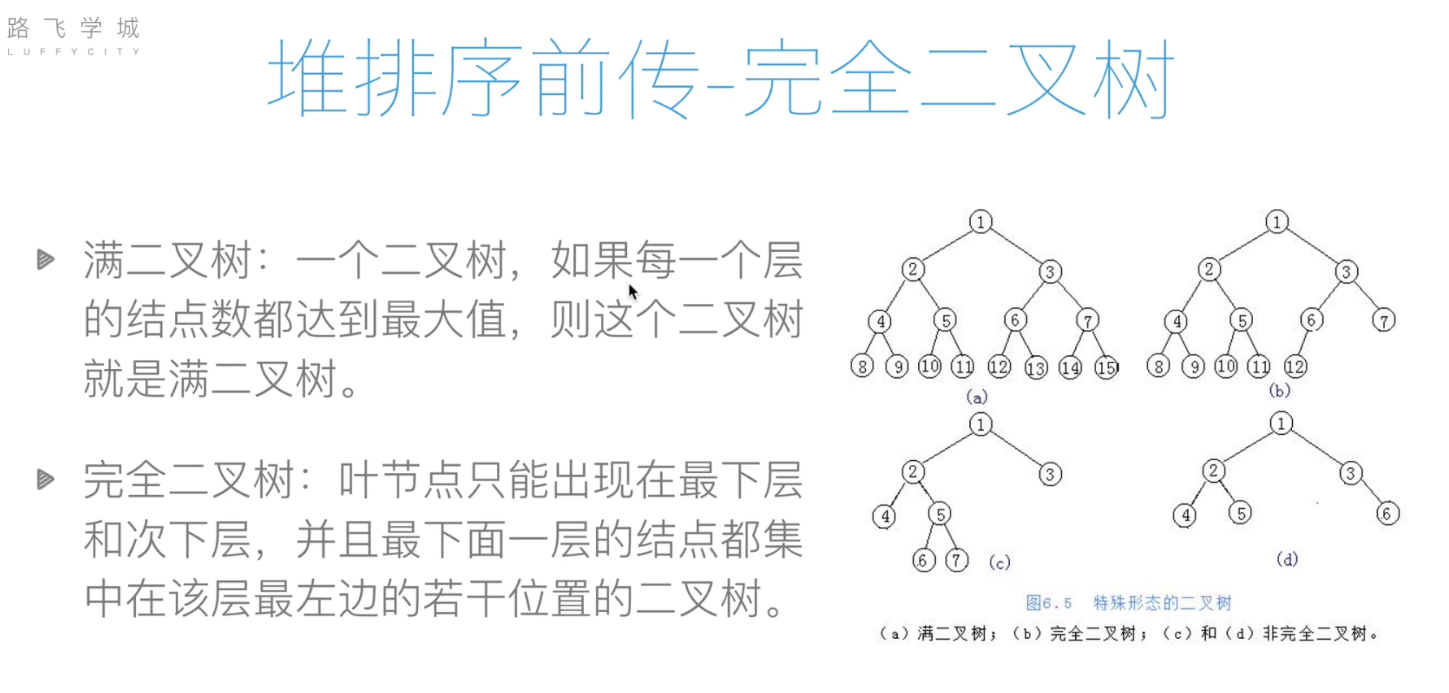 路飞学城
LUFFYCITY
堆排序前传-完全二叉树
满二叉树：一个二叉树，如果每一个层
的结点数都达到最大值，则这个二叉树
就是满二叉树。
完全二叉树：叶节点只能出现在最下层
和次下层，并且最下面一层的结点都集
中在该层最左边的若干位置的二叉树。
1
2 3
4 5 6 7
8 9 10 11 12 13 14 15
(a)
1
2 3
4 5 6 7
8 9 10 11 12
(b)
1
2 3
4 5
6 7
(c)
1
2 3
4 5 6
(d)
图6.5 特殊形态的二叉树
(a)满二叉树；(b)完全二叉树；(c)和(d)非完全二叉树。